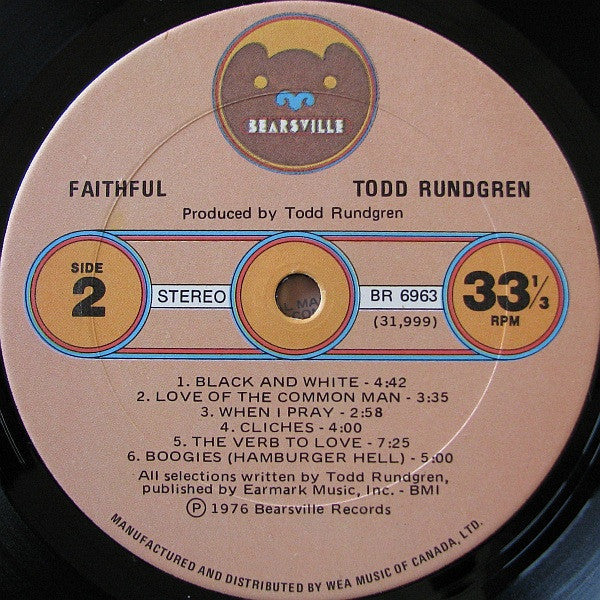 BEARSVILLE
FAITHFUL TODD RUNDGREN
Produced by Todd Rundgren
SIDE
2
STEREO
BR 6963
(31,999)
33 1/3
RPM
1. BLACK AND WHITE - 4:42
2. LOVE OF THE COMMON MAN - 3:35
3. WHEN I PRAY - 2:58
4. CLICHES - 4:00
5. THE VERB TO LOVE - 7:25
6. BOOGIES (HAMBURGER HELL) - 5:00
All selections written by Todd Rundgren,
published by Earmark Music, Inc. - BMI
Ⓟ 1976 Bearsville Records
MANUFACTURED AND DISTRIBUTED BY WEA MUSIC OF CANADA, LTD.